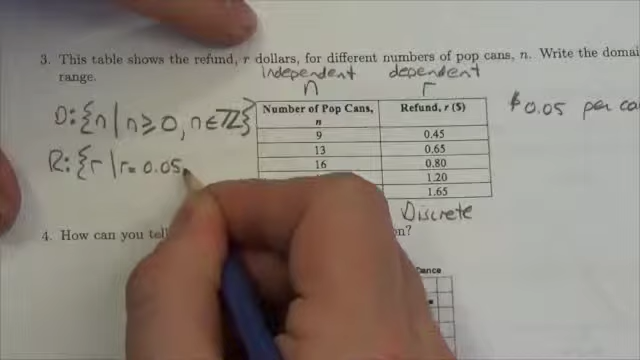 3. This table shows the refund, r dollars, for different numbers of pop cans, n. Write the domai
range.
independent dependent
n r
D: {n | n ≥ 0, n ∈ ℤ}
Number of Pop Cans, n Refund, r ($)
$0.05 per ca
9 0.45
13 0.65
R: {r | r = 0.05
16 0.80
1.20
1.65
Discrete
4. How can you tell on?